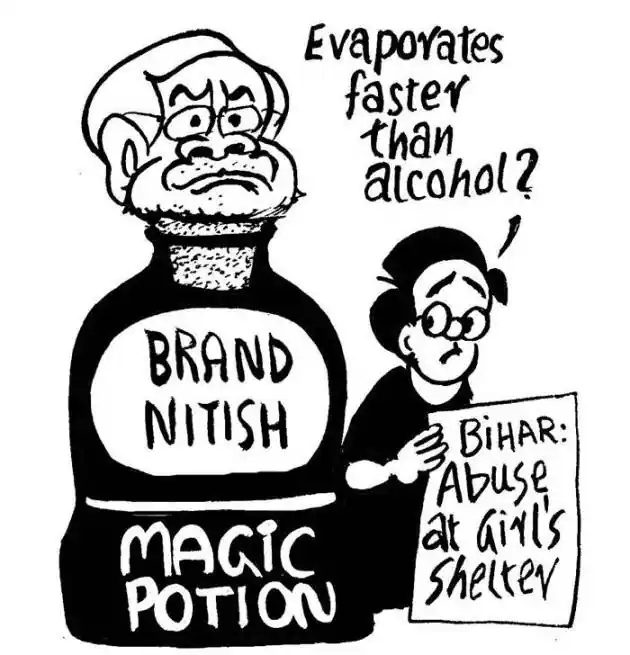 Evaporates
faster
than
alcohol?
BRAND
NITISH
MAGIC
POTION
BIHAR:
Abuse
at Girl's
Shelter